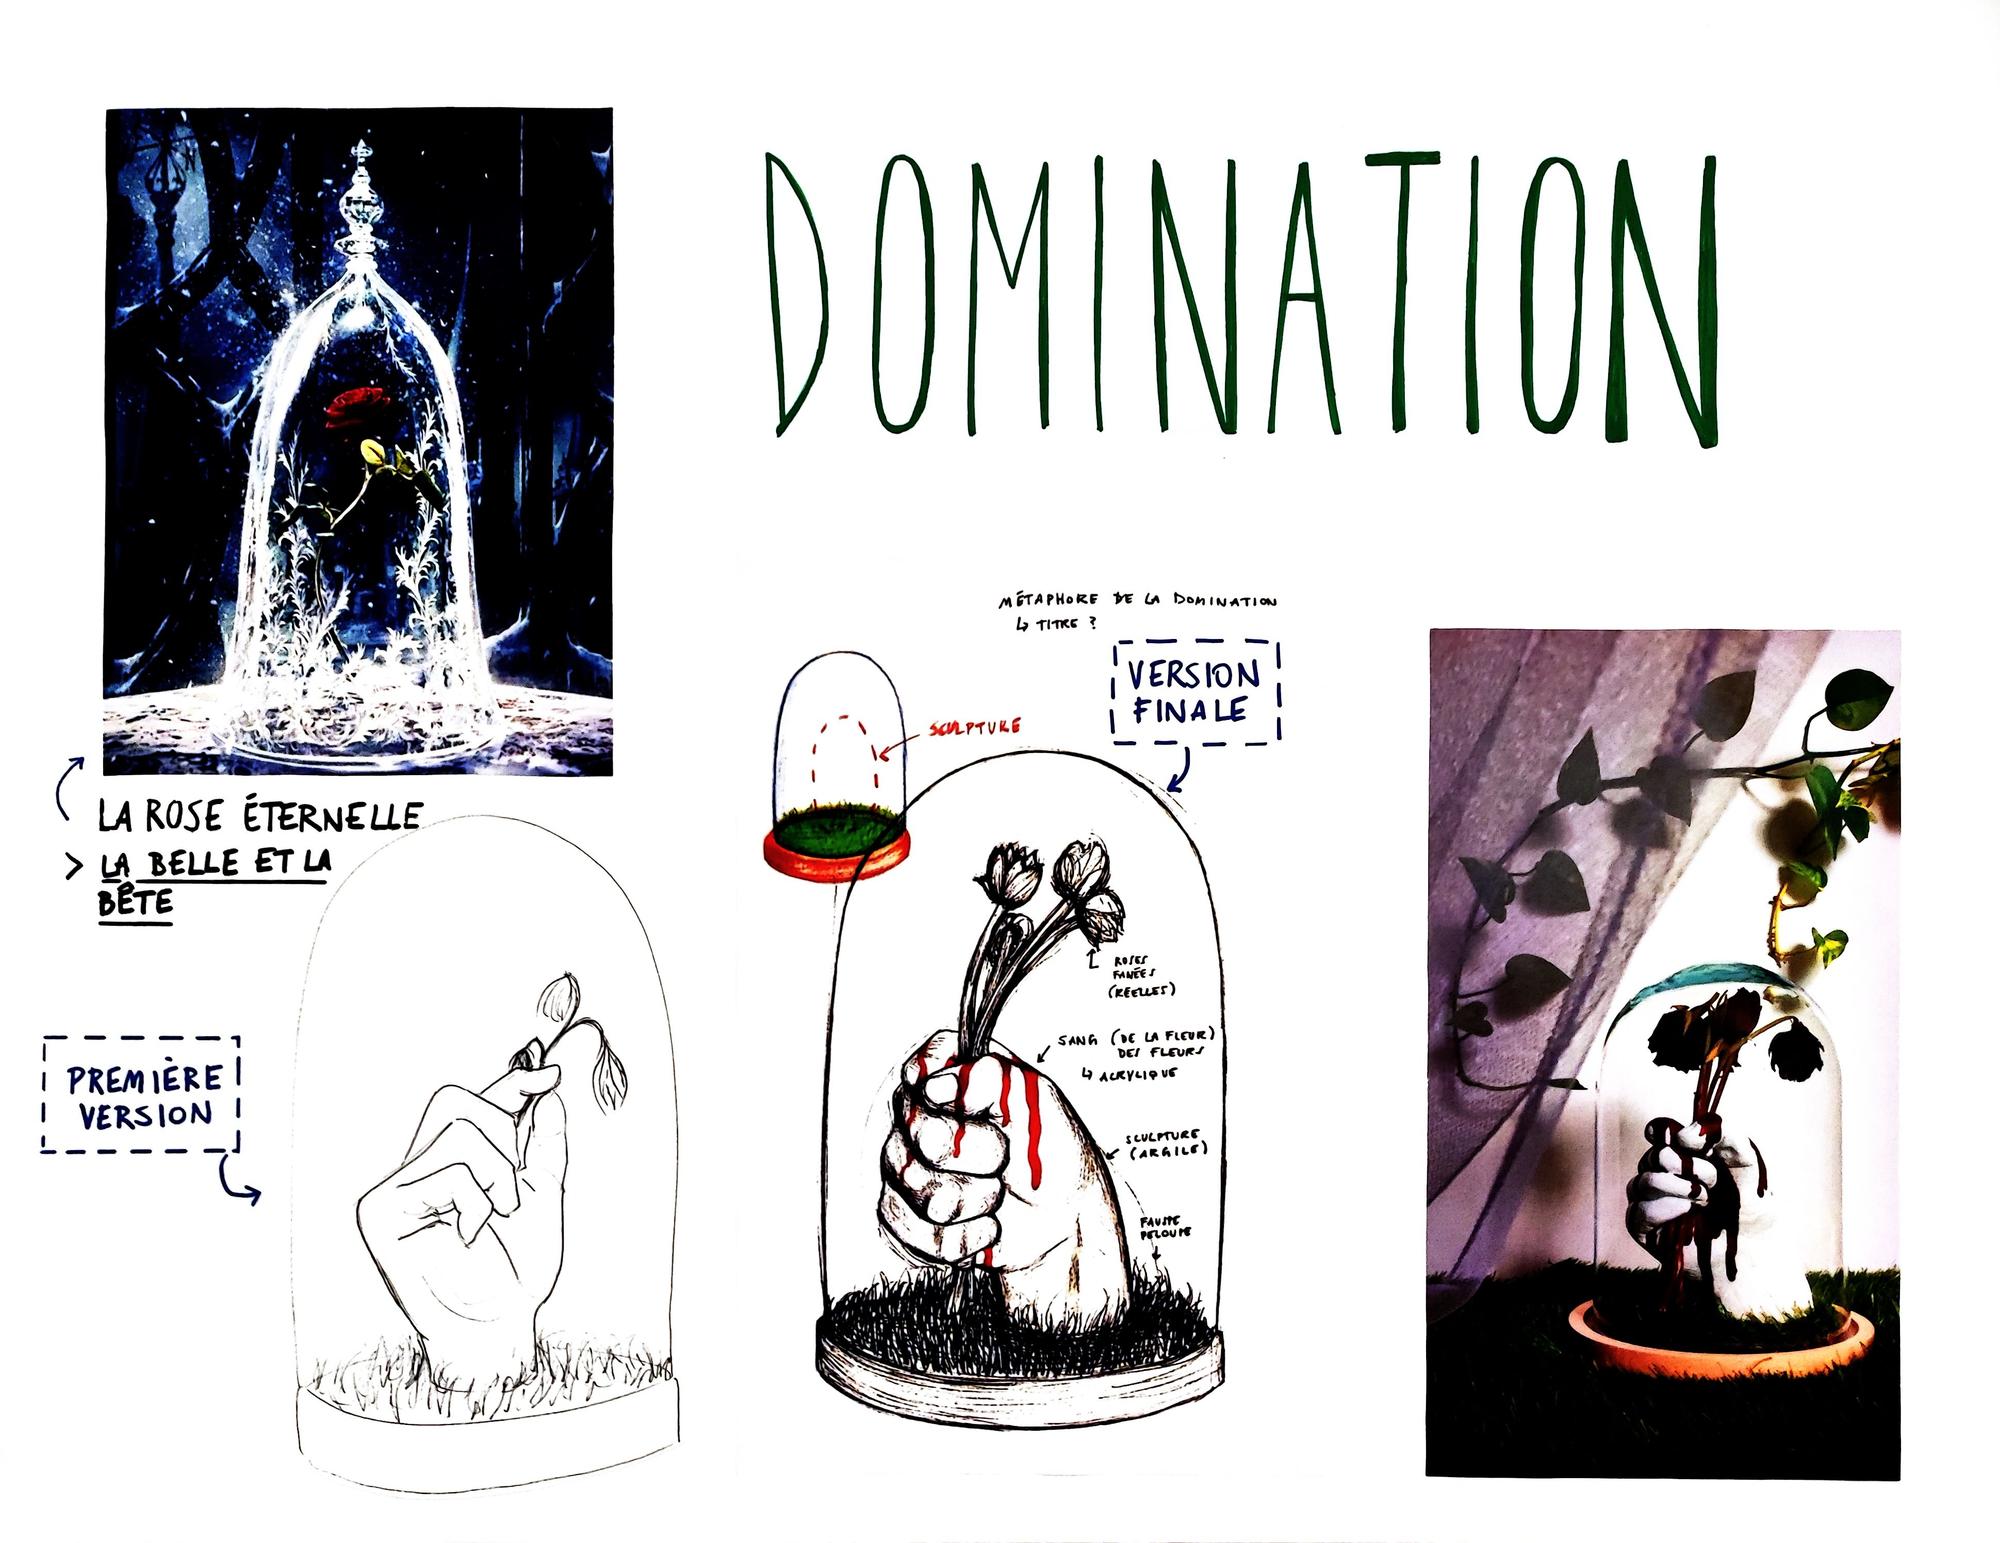 DOMINATION
LA ROSE ÉTERNELLE
> LA BELLE ET LA
BÊTE
PREMIÈRE
VERSION
MÉTAPHORE DE LA DOMINATION
↳ TITRE ?
VERSION
FINALE
SCULPTURE
ROSES
FANÉES
(RÉELLES)
SANG (DE LA FLEUR)
DES FLEURS
↳ ACRYLIQUE
SCULPTURE
(ARGILE)
FAUSSE
PELOUSE